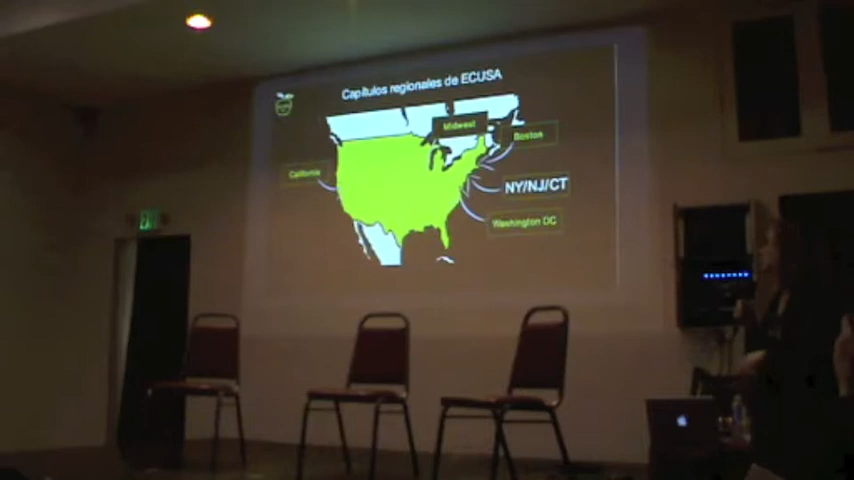 Capítulos regionales de ECUSA
Midwest
Boston
California
NY/NJ/CT
Washington DC